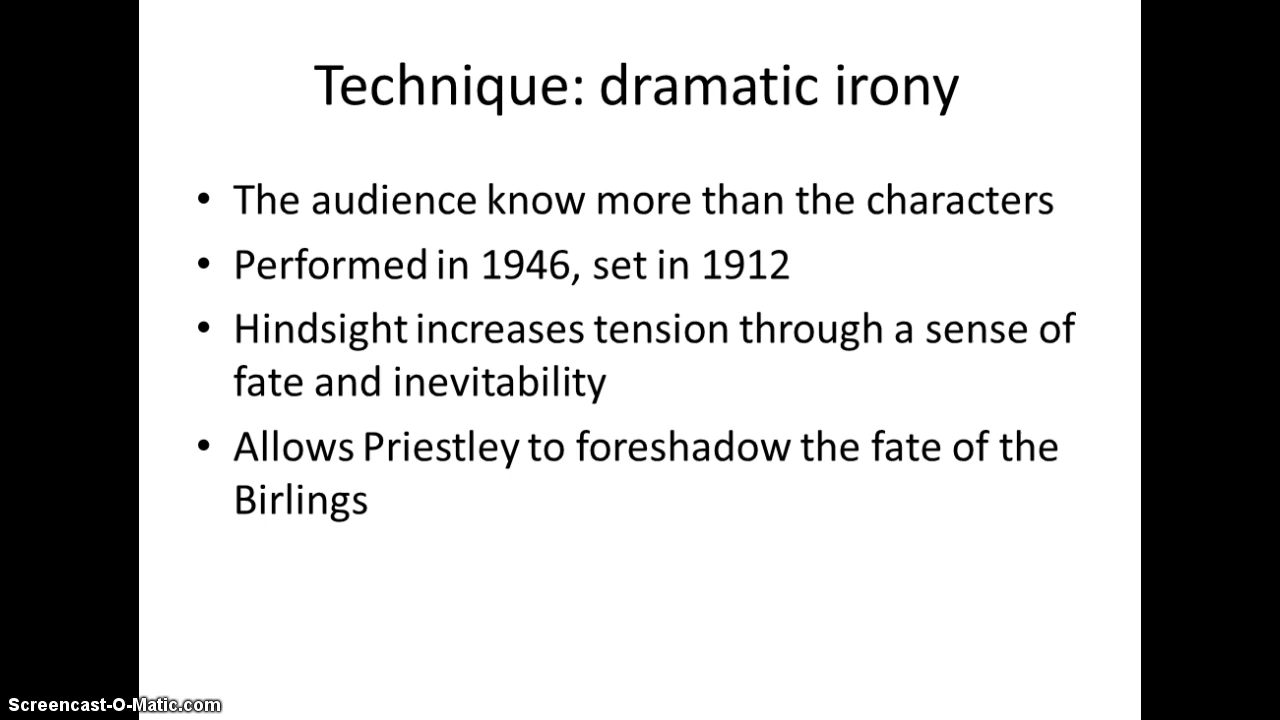 Technique: dramatic irony
• The audience know more than the characters
• Performed in 1946, set in 1912
• Hindsight increases tension through a sense of
fate and inevitability
• Allows Priestley to foreshadow the fate of the
Birlings
Screencast-O-Matic.com